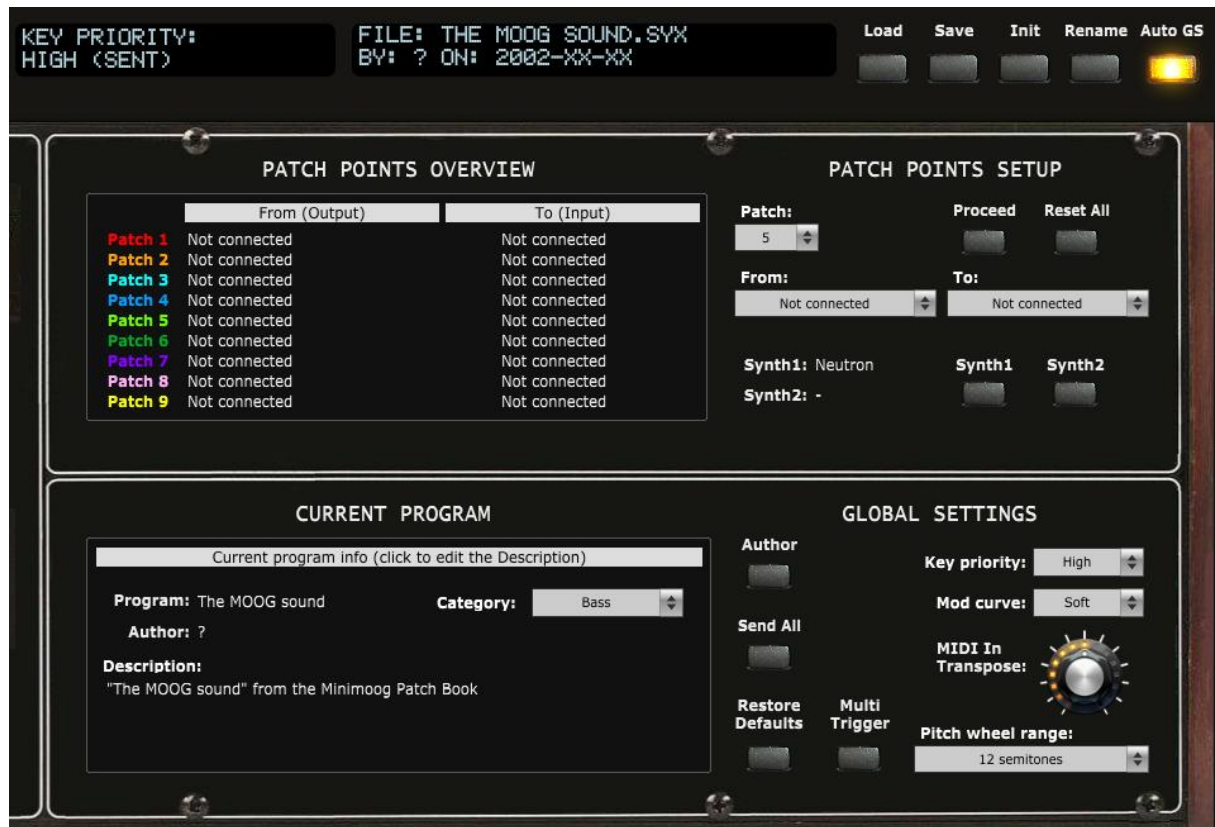 KEY PRIORITY:
HIGH (SENT)
FILE: THE MOOG SOUND.SYX
BY: ? ON: 2002-XX-XX
Load Save Init Rename Auto GS
PATCH POINTS OVERVIEW
From (Output) To (Input)
Patch 1 Not connected Not connected
Patch 2 Not connected Not connected
Patch 3 Not connected Not connected
Patch 4 Not connected Not connected
Patch 5 Not connected Not connected
Patch 6 Not connected Not connected
Patch 7 Not connected Not connected
Patch 8 Not connected Not connected
Patch 9 Not connected Not connected
PATCH POINTS SETUP
Patch: Proceed Reset All
5
From: To:
Not connected Not connected
Synth1: Neutron Synth1 Synth2
Synth2: -
CURRENT PROGRAM
Current program info (click to edit the Description)
Program: The MOOG sound Category: Bass
Author: ?
Description:
"The MOOG sound" from the Minimoog Patch Book
GLOBAL SETTINGS
Author
Key priority: High
Mod curve: Soft
Send All
MIDI In
Transpose:
Restore
Defaults
Multi
Trigger
Pitch wheel range:
12 semitones